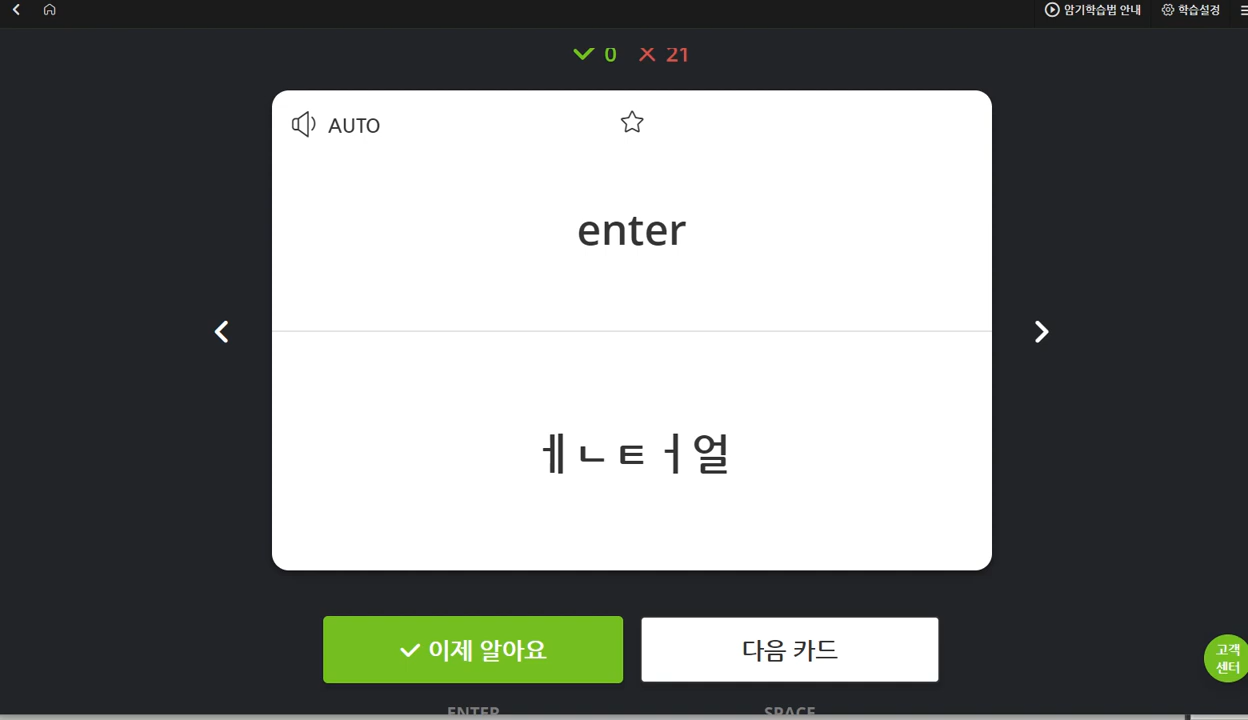 암기학습법 안내 학습설정
0 21
AUTO
enter
ㅔㄴㅌㅓ얼
이제 알아요 다음 카드
고객
센터
ENTER SPACE